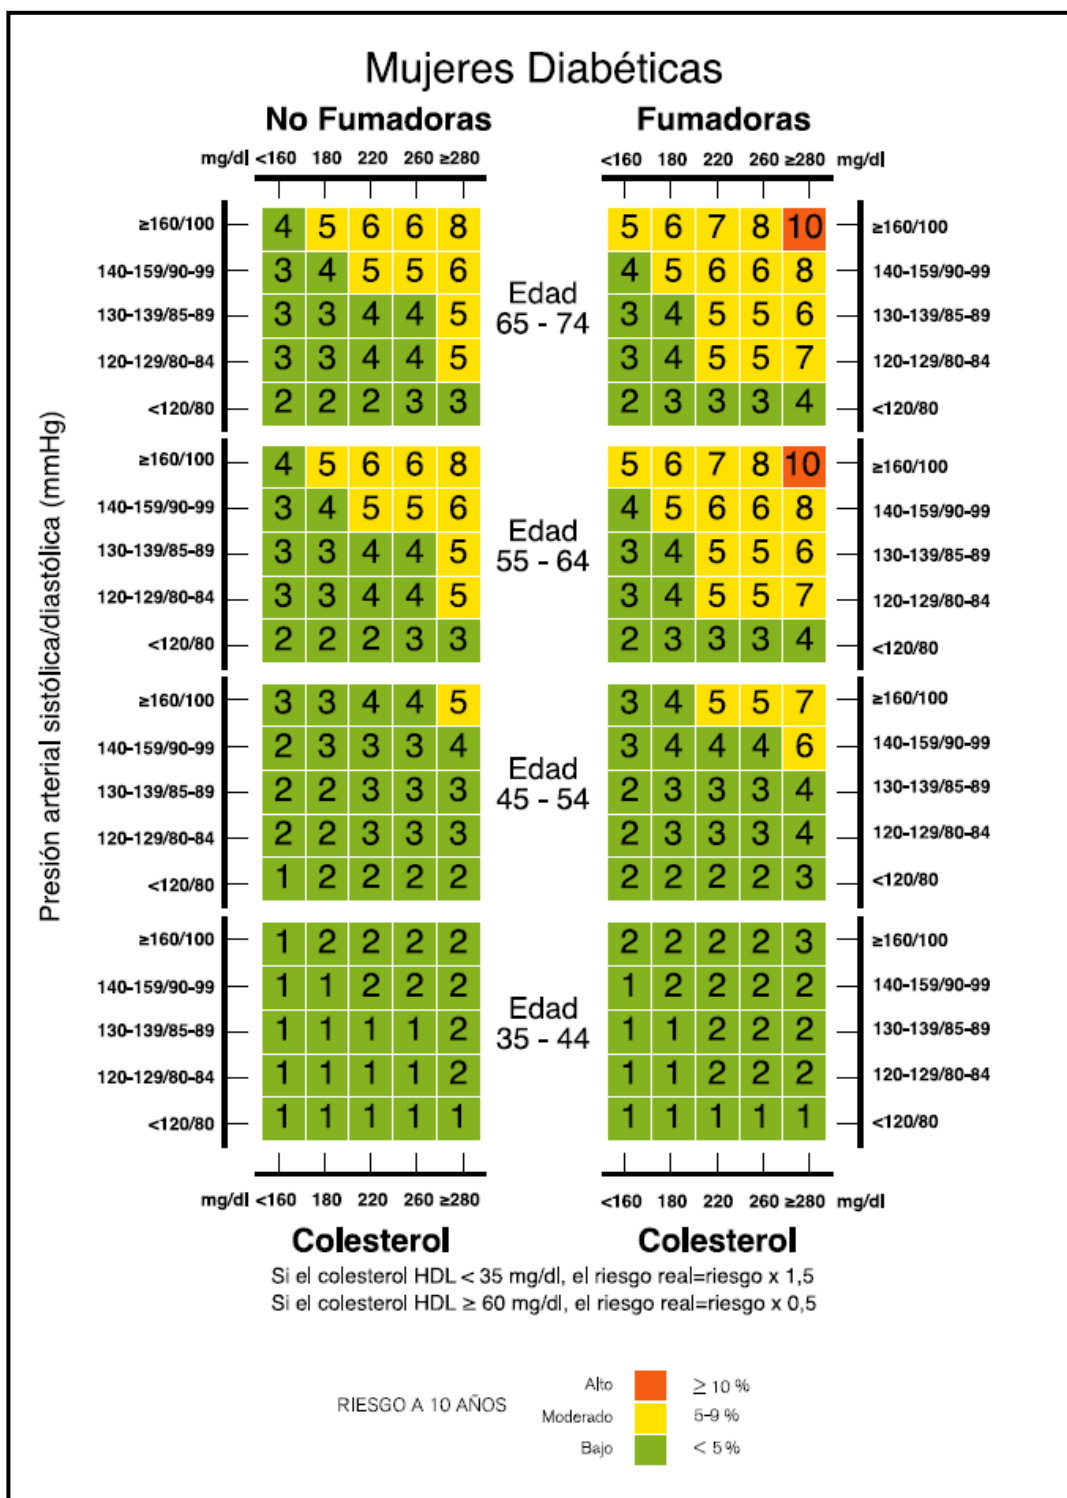 Mujeres Diabéticas
No Fumadoras Fumadoras
mg/dl <160 180 220 260 ≥280 <160 180 220 260 ≥280 mg/dl
Presión arterial sistólica/diastólica (mmHg)
≥160/100 4 5 6 6 8 5 6 7 8 10 ≥160/100
140-159/90-99 3 4 5 5 6 4 5 6 6 8 140-159/90-99
Edad
130-139/85-89 3 3 4 4 5 3 4 5 5 6 130-139/85-89
65 - 74
120-129/80-84 3 3 4 4 5 3 4 5 5 7 120-129/80-84
<120/80 2 2 2 3 3 2 3 3 3 4 <120/80
≥160/100 4 5 6 6 8 5 6 7 8 10 ≥160/100
140-159/90-99 3 4 5 5 6 4 5 6 6 8 140-159/90-99
Edad
130-139/85-89 3 3 4 4 5 3 4 5 5 6 130-139/85-89
55 - 64
120-129/80-84 3 3 4 4 5 3 4 5 5 7 120-129/80-84
<120/80 2 2 2 3 3 2 3 3 3 4 <120/80
≥160/100 3 3 4 4 5 3 4 5 5 7 ≥160/100
140-159/90-99 2 3 3 3 4 3 4 4 4 6 140-159/90-99
Edad
130-139/85-89 2 2 3 3 3 2 3 3 3 4 130-139/85-89
45 - 54
120-129/80-84 2 2 3 3 3 2 3 3 3 4 120-129/80-84
<120/80 1 2 2 2 2 2 2 2 2 3 <120/80
≥160/100 1 2 2 2 2 2 2 2 2 3 ≥160/100
140-159/90-99 1 1 2 2 2 1 2 2 2 2 140-159/90-99
Edad
130-139/85-89 1 1 1 1 2 1 1 2 2 2 130-139/85-89
35 - 44
120-129/80-84 1 1 1 1 2 1 1 2 2 2 120-129/80-84
<120/80 1 1 1 1 1 1 1 1 1 1 <120/80
mg/dl <160 180 220 260 ≥280 <160 180 220 260 ≥280 mg/dl
Colesterol Colesterol
Si el colesterol HDL < 35 mg/dl, el riesgo real=riesgo x 1,5
Si el colesterol HDL ≥ 60 mg/dl, el riesgo real=riesgo x 0,5
Alto ≥ 10 %
RIESGO A 10 AÑOS
Moderado 5-9 %
Bajo < 5 %